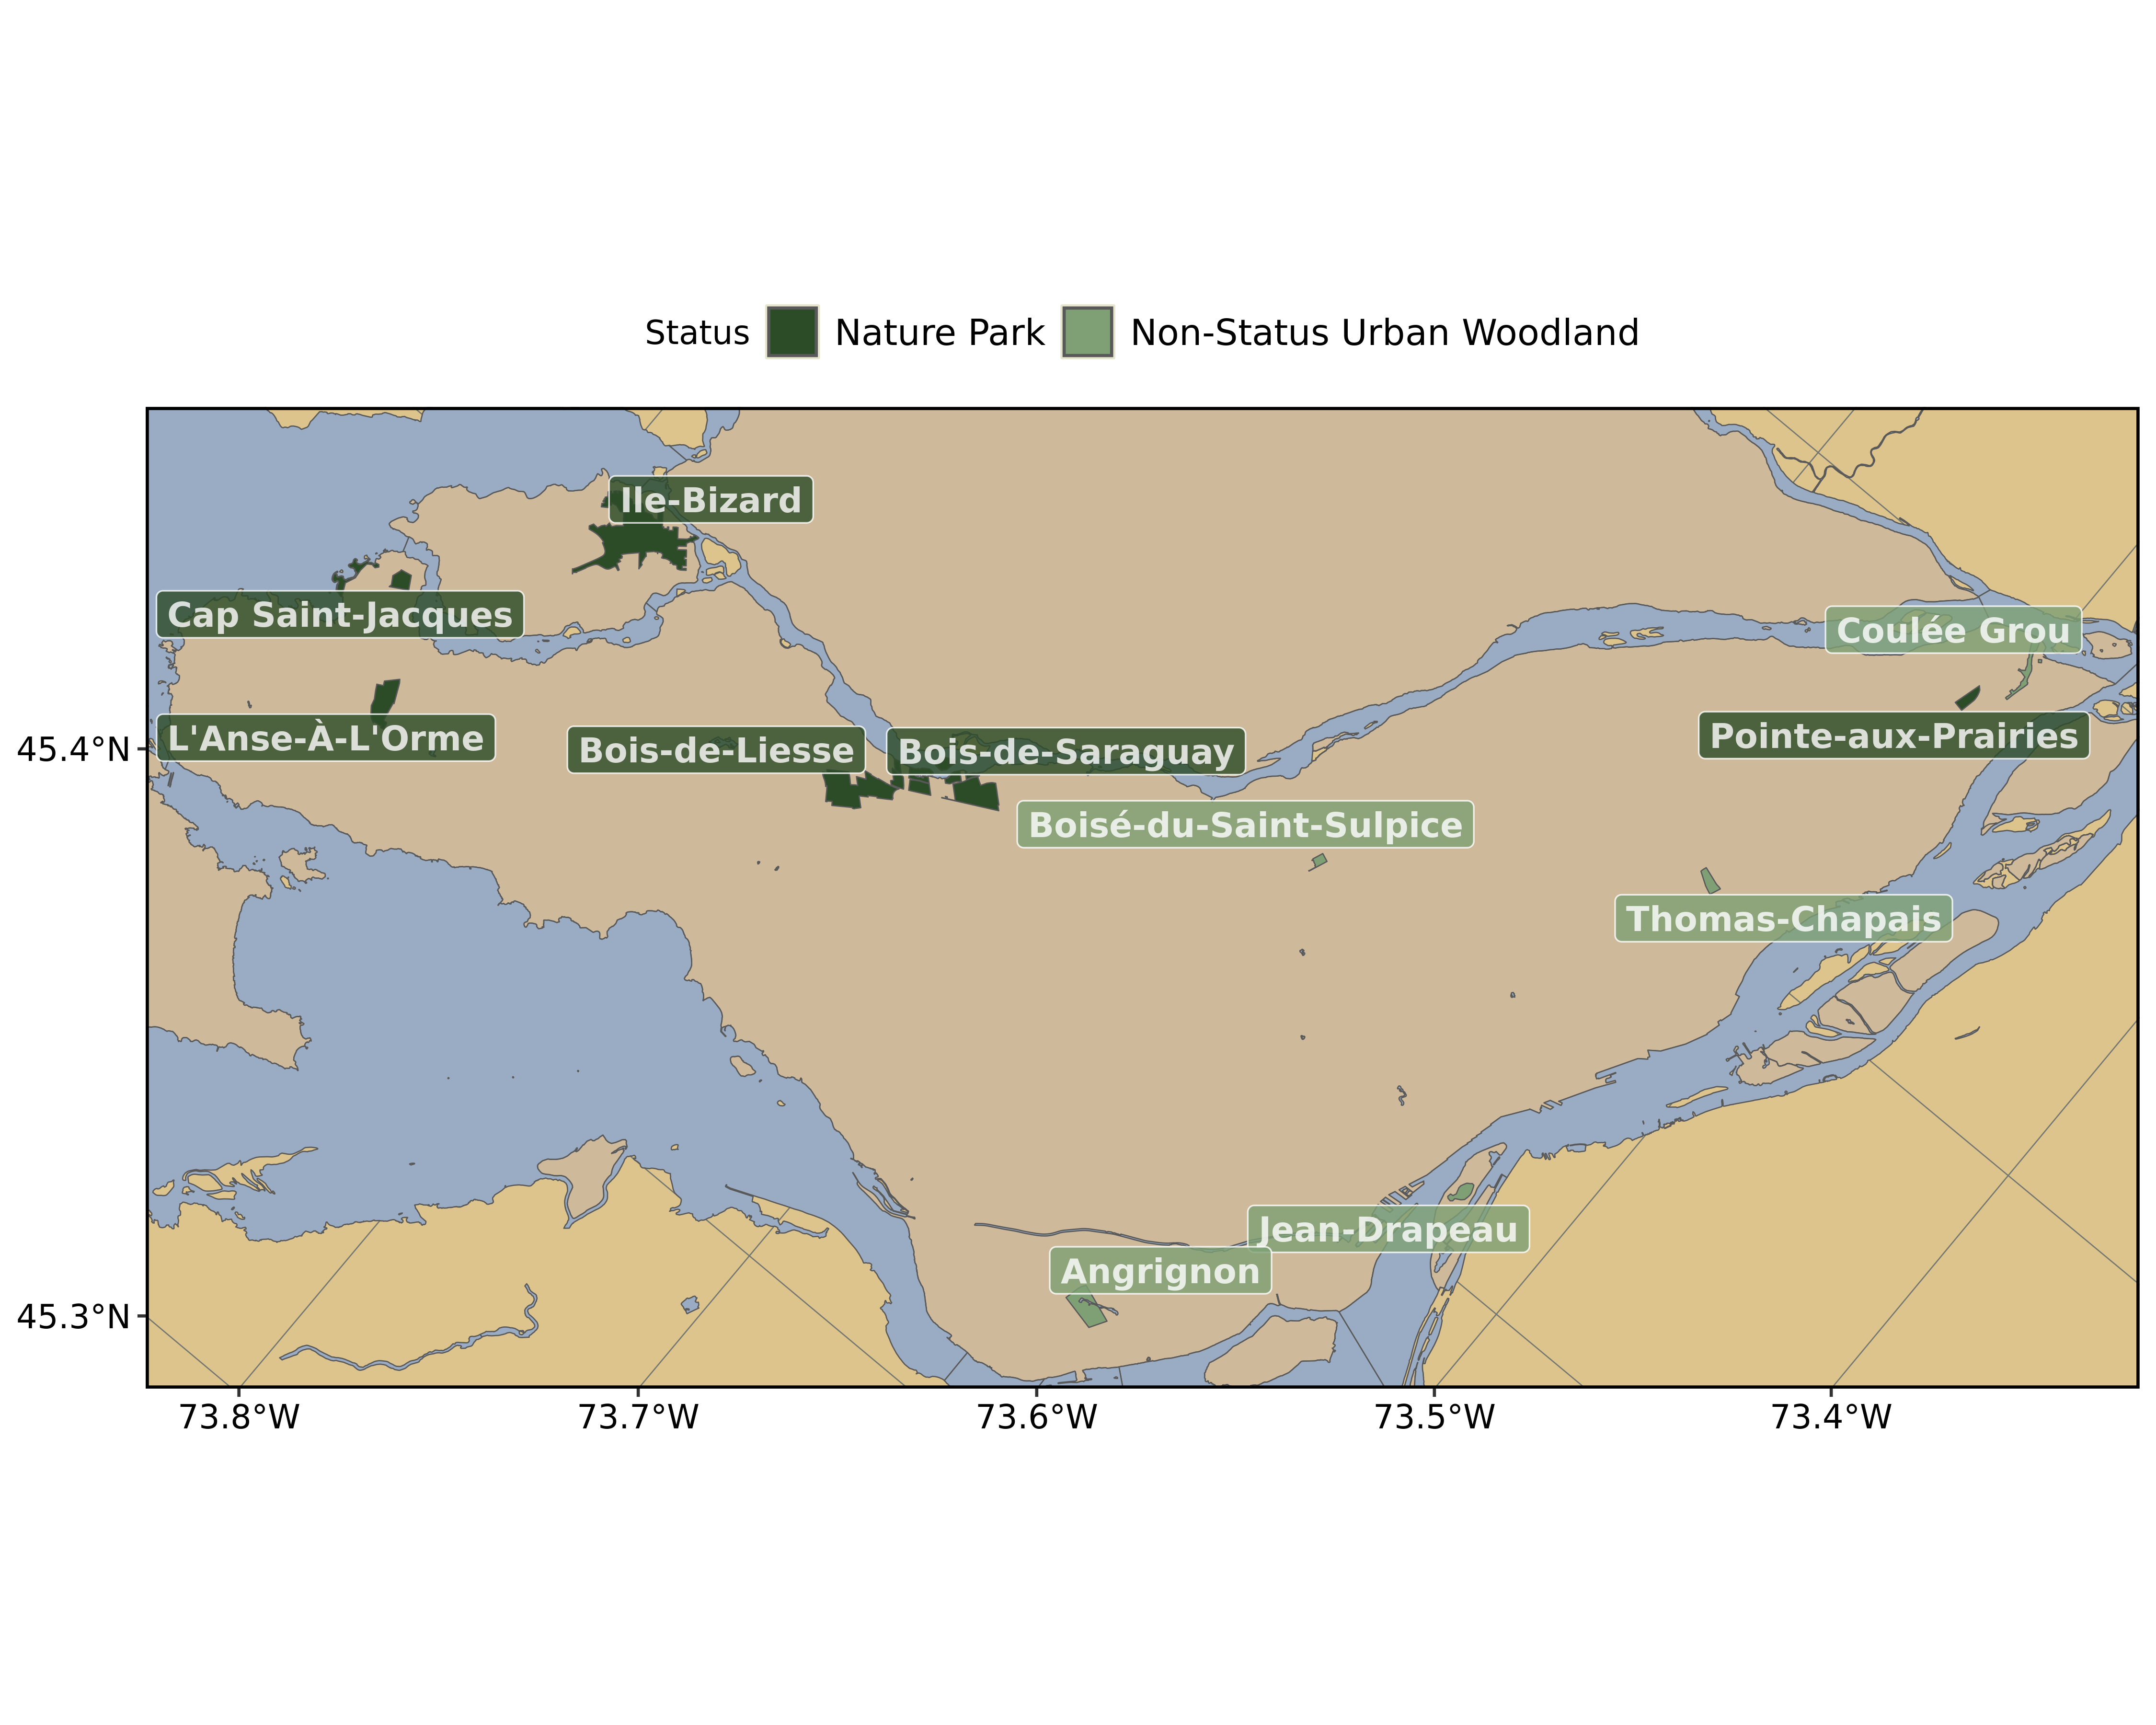 Status Nature Park Non-Status Urban Woodland
Ile-Bizard
Cap Saint-Jacques
Coulée Grou
L'Anse-À-L'Orme
Bois-de-Liesse
Bois-de-Saraguay
Pointe-aux-Prairies
45.4°N
Boisé-du-Saint-Sulpice
Thomas-Chapais
Jean-Drapeau
Angrignon
45.3°N
73.8°W 73.7°W 73.6°W 73.5°W 73.4°W